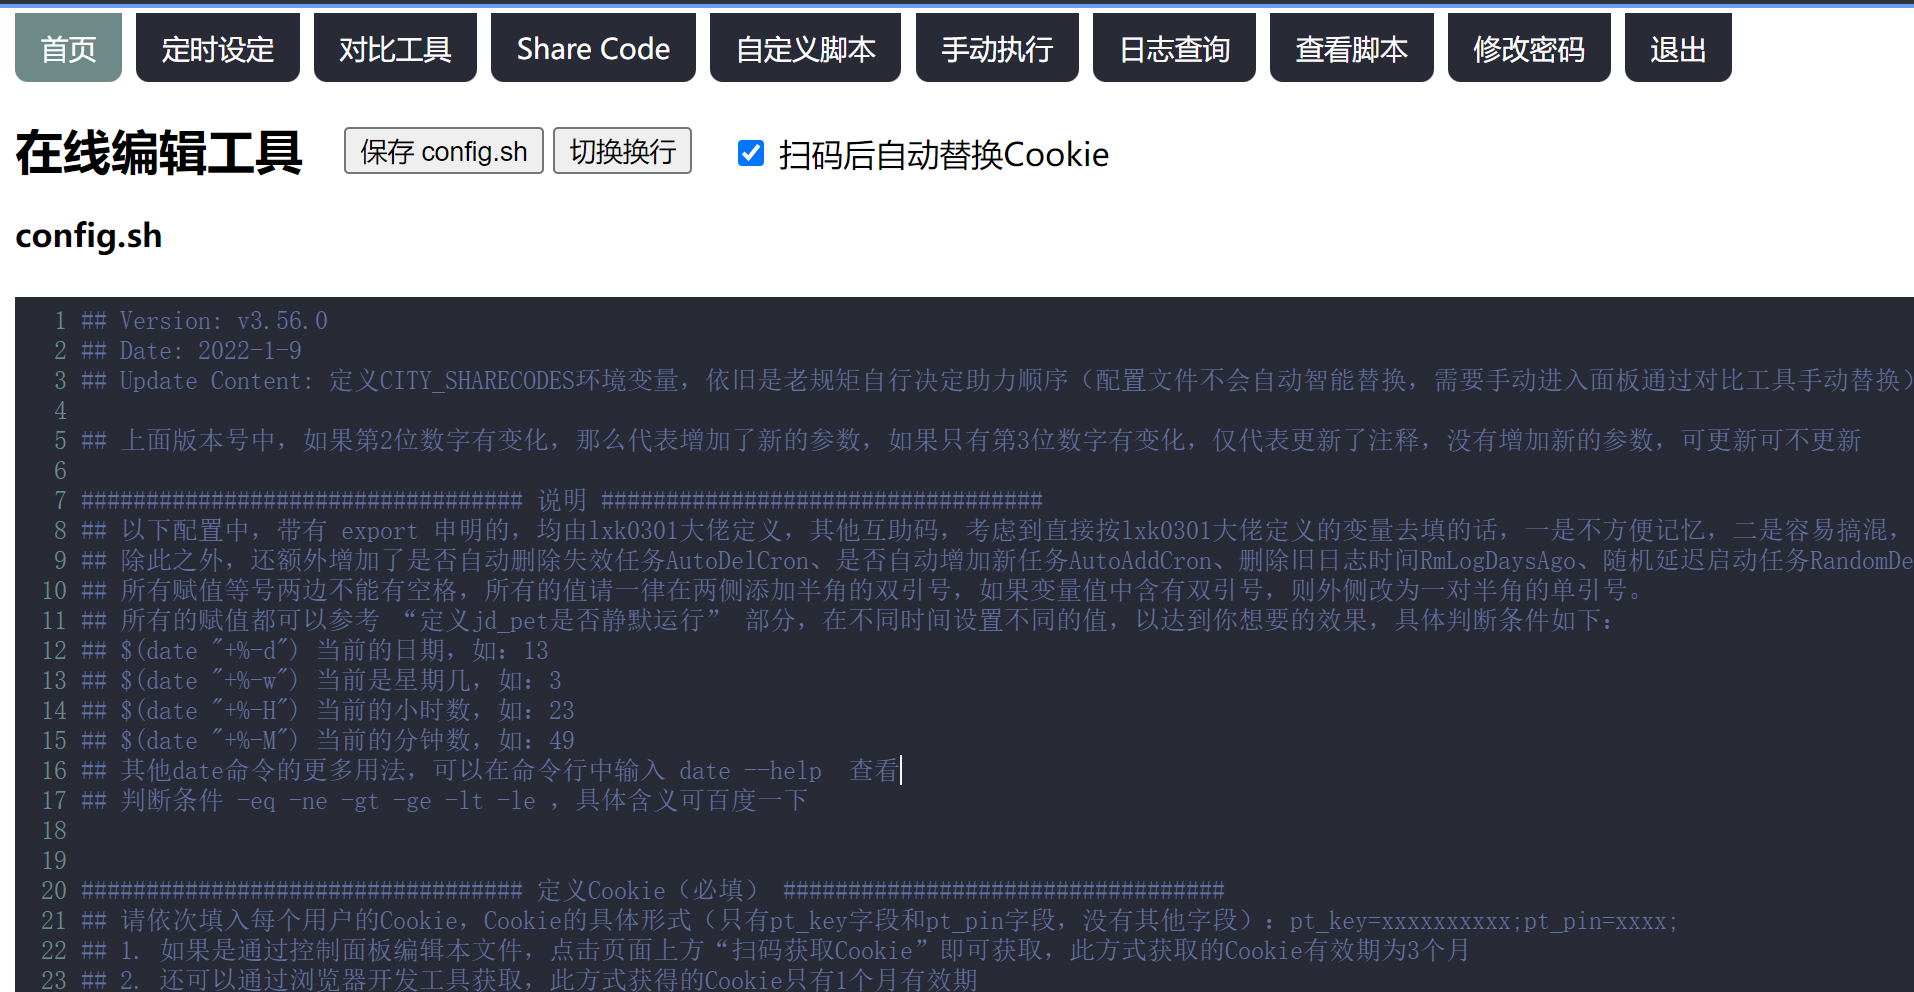 首页 定时设定 对比工具 Share Code 自定义脚本 手动执行 日志查询 查看脚本 修改密码 退出
在线编辑工具 保存 config.sh 切换换行 扫码后自动替换Cookie
config.sh
1 ## Version: v3.56.0
2 ## Date: 2022-1-9
3 ## Update Content: 定义CITY_SHARECODES环境变量，依旧是老规矩自行决定助力顺序（配置文件不会自动智能替换，需要手动进入面板通过对比工具手动替换）
4
5 ## 上面版本号中，如果第2位数字有变化，那么代表增加了新的参数，如果只有第3位数字有变化，仅代表更新了注释，没有增加新的参数，可更新可不更新
6
7 ################################## 说明 ##################################
8 ## 以下配置中，带有 export 申明的，均由lxk0301大佬定义，其他互助码，考虑到直接按lxk0301大佬定义的变量去填的话，一是不方便记忆，二是容易搞混，
9 ## 除此之外，还额外增加了是否自动删除失效任务AutoDelCron、是否自动增加新任务AutoAddCron、删除旧日志时间RmLogDaysAgo、随机延迟启动任务RandomDe
10 ## 所有赋值等号两边不能有空格，所有的值请一律在两侧添加半角的双引号，如果变量值中含有双引号，则外侧改为一对半角的单引号。
11 ## 所有的赋值都可以参考 “定义jd_pet是否静默运行” 部分，在不同时间设置不同的值，以达到你想要的效果，具体判断条件如下：
12 ## $(date "+%-d") 当前的日期，如：13
13 ## $(date "+%-w") 当前是星期几，如：3
14 ## $(date "+%-H") 当前的小时数，如：23
15 ## $(date "+%-M") 当前的分钟数，如：49
16 ## 其他date命令的更多用法，可以在命令行中输入 date --help  查看
17 ## 判断条件 -eq -ne -gt -ge -lt -le ，具体含义可百度一下
18
19
20 ################################## 定义Cookie（必填） ##################################
21 ## 请依次填入每个用户的Cookie，Cookie的具体形式（只有pt_key字段和pt_pin字段，没有其他字段）：pt_key=xxxxxxxxxx;pt_pin=xxxx;
22 ## 1. 如果是通过控制面板编辑本文件，点击页面上方“扫码获取Cookie”即可获取，此方式获取的Cookie有效期为3个月
23 ## 2. 还可以通过浏览器开发工具获取，此方式获得的Cookie只有1个月有效期